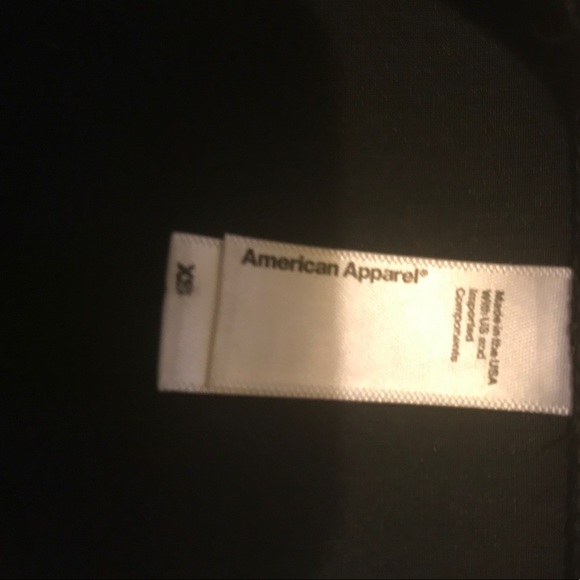 XS
American Apparel®
Made in the USA
With US and
Imported
Components